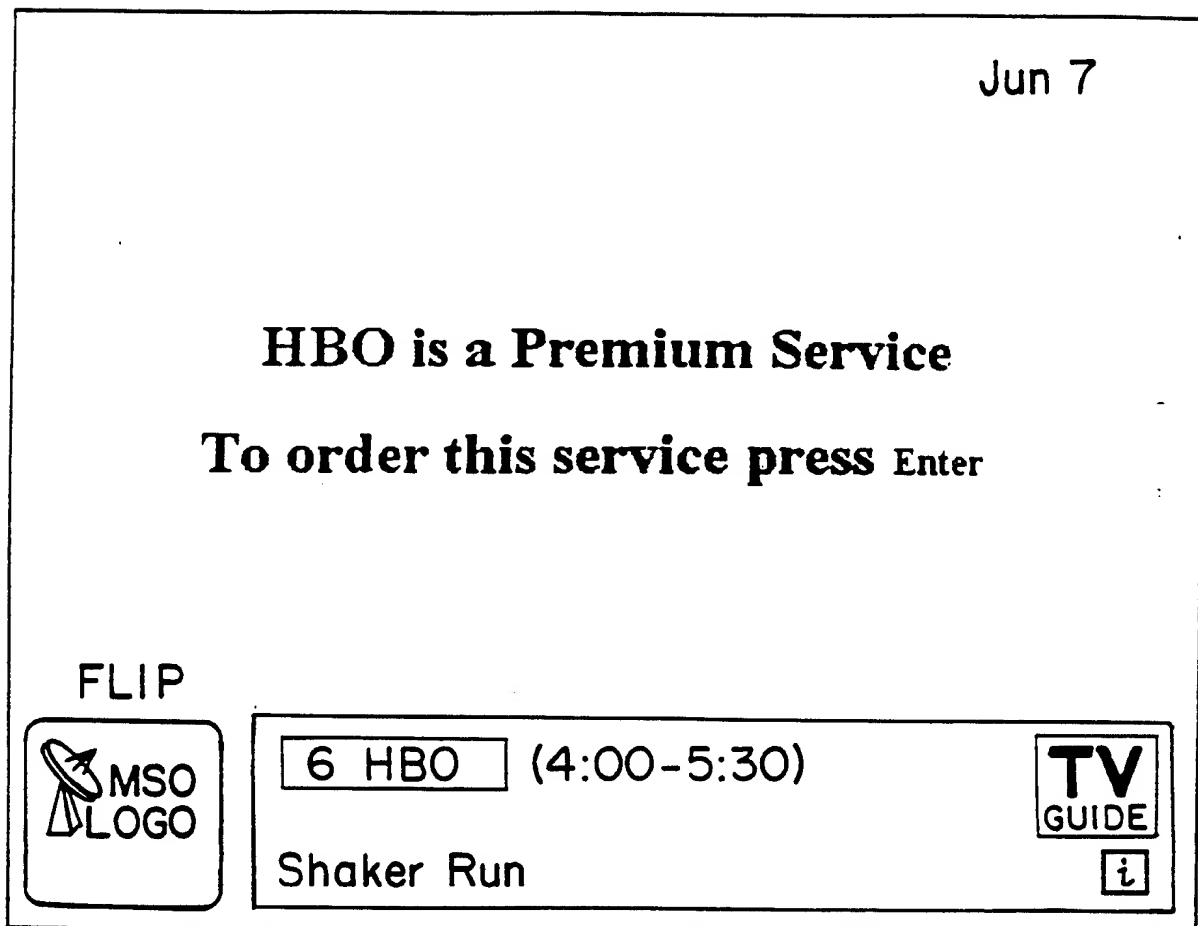 Jun 7
HBO is a Premium Service
To order this service press Enter
FLIP
MSO
LOGO
6 HBO (4:00-5:30)
TV
GUIDE
Shaker Run
i